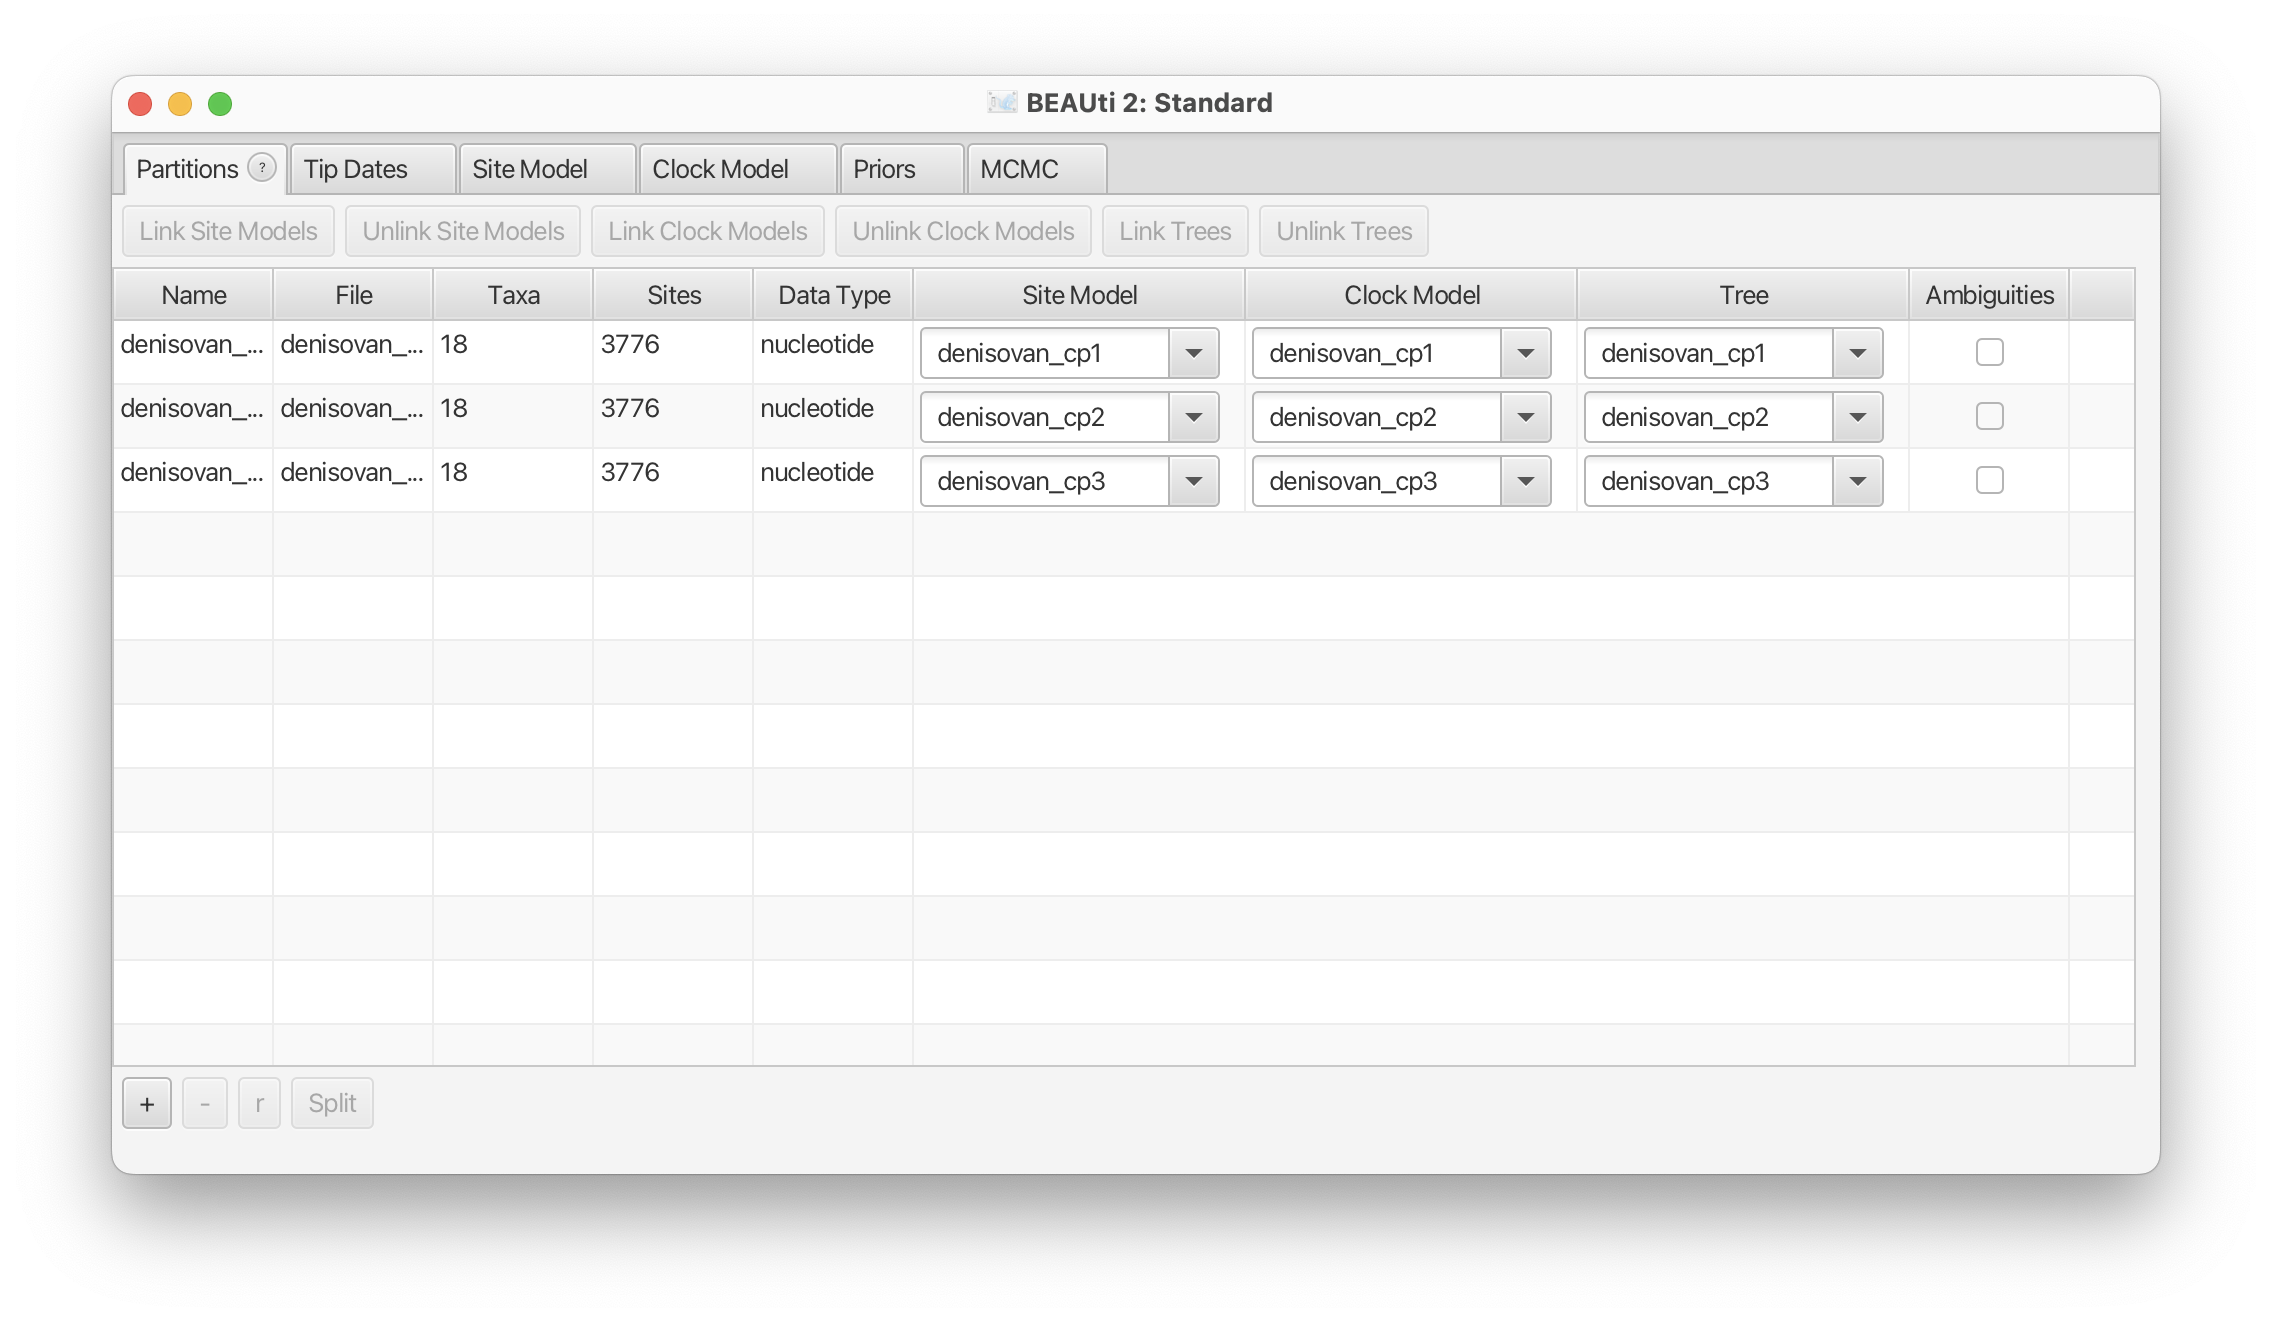 BEAUti 2: Standard
Partitions ? Tip Dates Site Model Clock Model Priors MCMC
Link Site Models Unlink Site Models Link Clock Models Unlink Clock Models Link Trees Unlink Trees
Name File Taxa Sites Data Type Site Model Clock Model Tree Ambiguities
denisovan_... denisovan_... 18 3776 nucleotide denisovan_cp1 denisovan_cp1 denisovan_cp1
denisovan_... denisovan_... 18 3776 nucleotide denisovan_cp2 denisovan_cp2 denisovan_cp2
denisovan_... denisovan_... 18 3776 nucleotide denisovan_cp3 denisovan_cp3 denisovan_cp3
+ - r Split